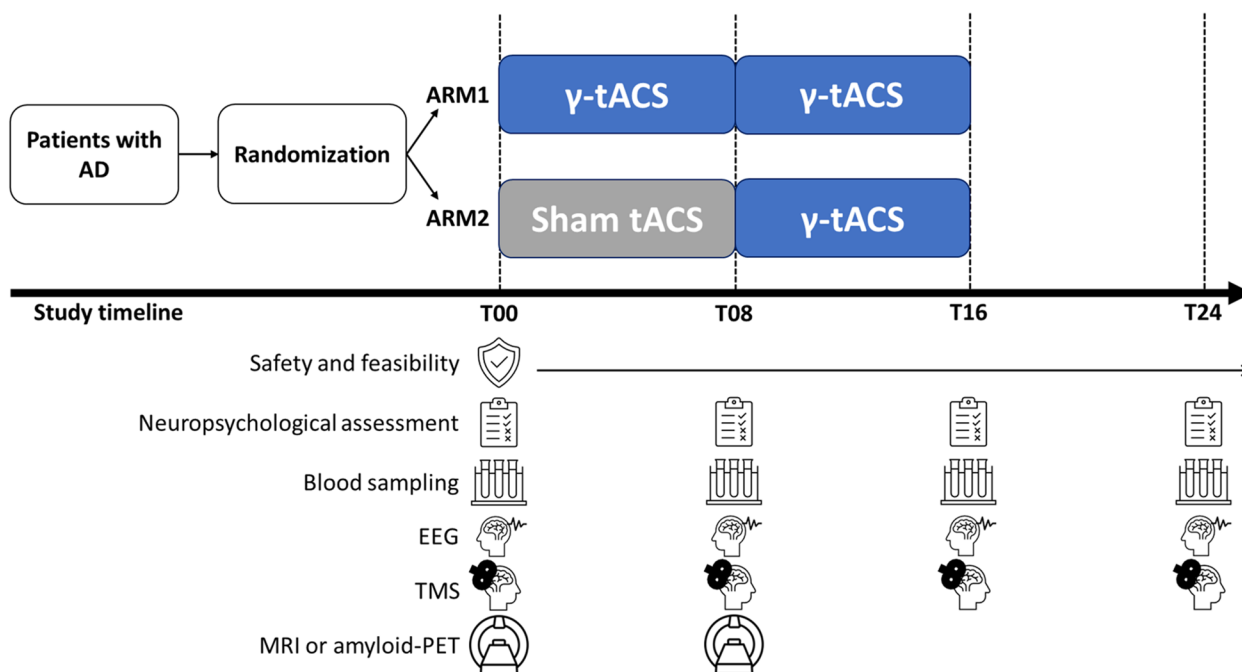 ARM1
γ-tACS
γ-tACS
Patients with
AD
Randomization
ARM2
Sham tACS
γ-tACS
Study timeline
T00
T08
T16
T24
Safety and feasibility
Neuropsychological assessment
Blood sampling
EEG
TMS
MRI or amyloid-PET